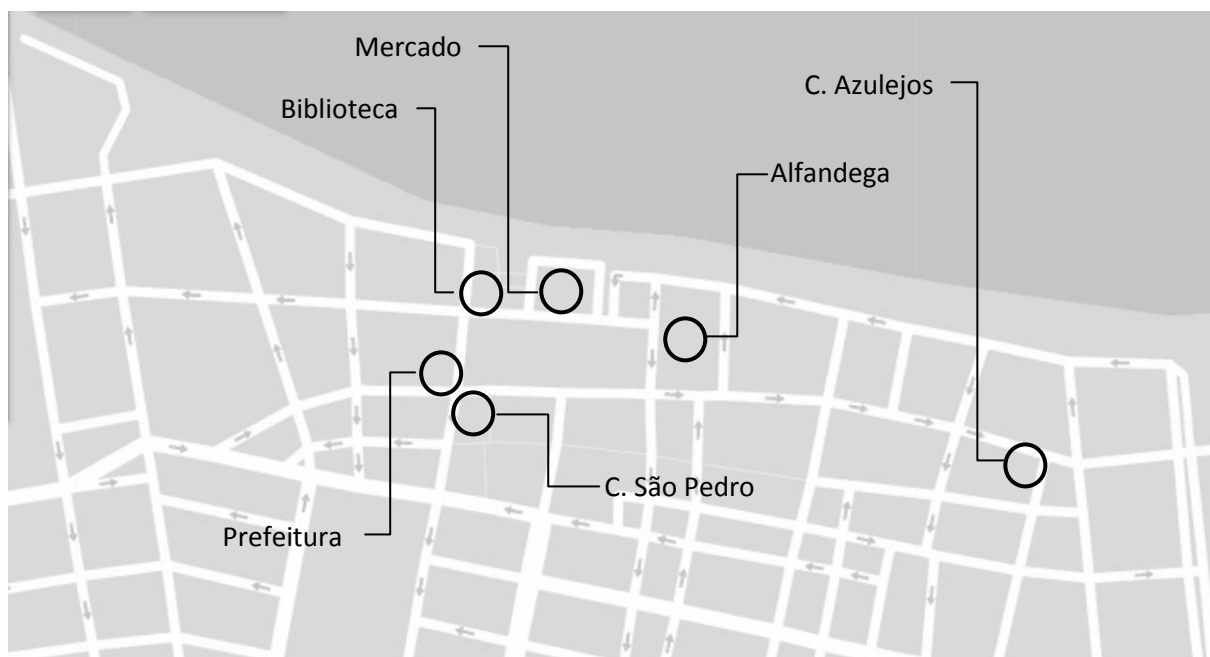 Mercado
C. Azulejos
Biblioteca
Alfandega
C. São Pedro
Prefeitura